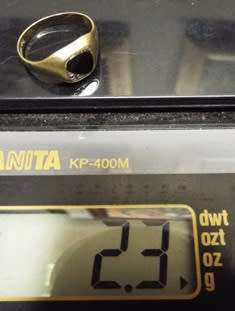 ANITA KP-400M
dwt
ozt
2.3
oz
g